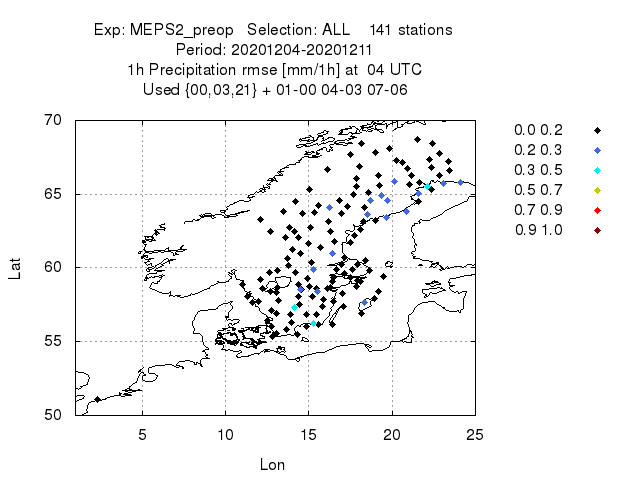 Exp: MEPS2_preop   Selection: ALL    141 stations
Period: 20201204-20201211
1h Precipitation rmse [mm/1h] at  04 UTC
Used {00,03,21} + 01-00 04-03 07-06
70
65
60
55
50
Lat
5 10 15 20 25
Lon
0.0 0.2
0.2 0.3
0.3 0.5
0.5 0.7
0.7 0.9
0.9 1.0